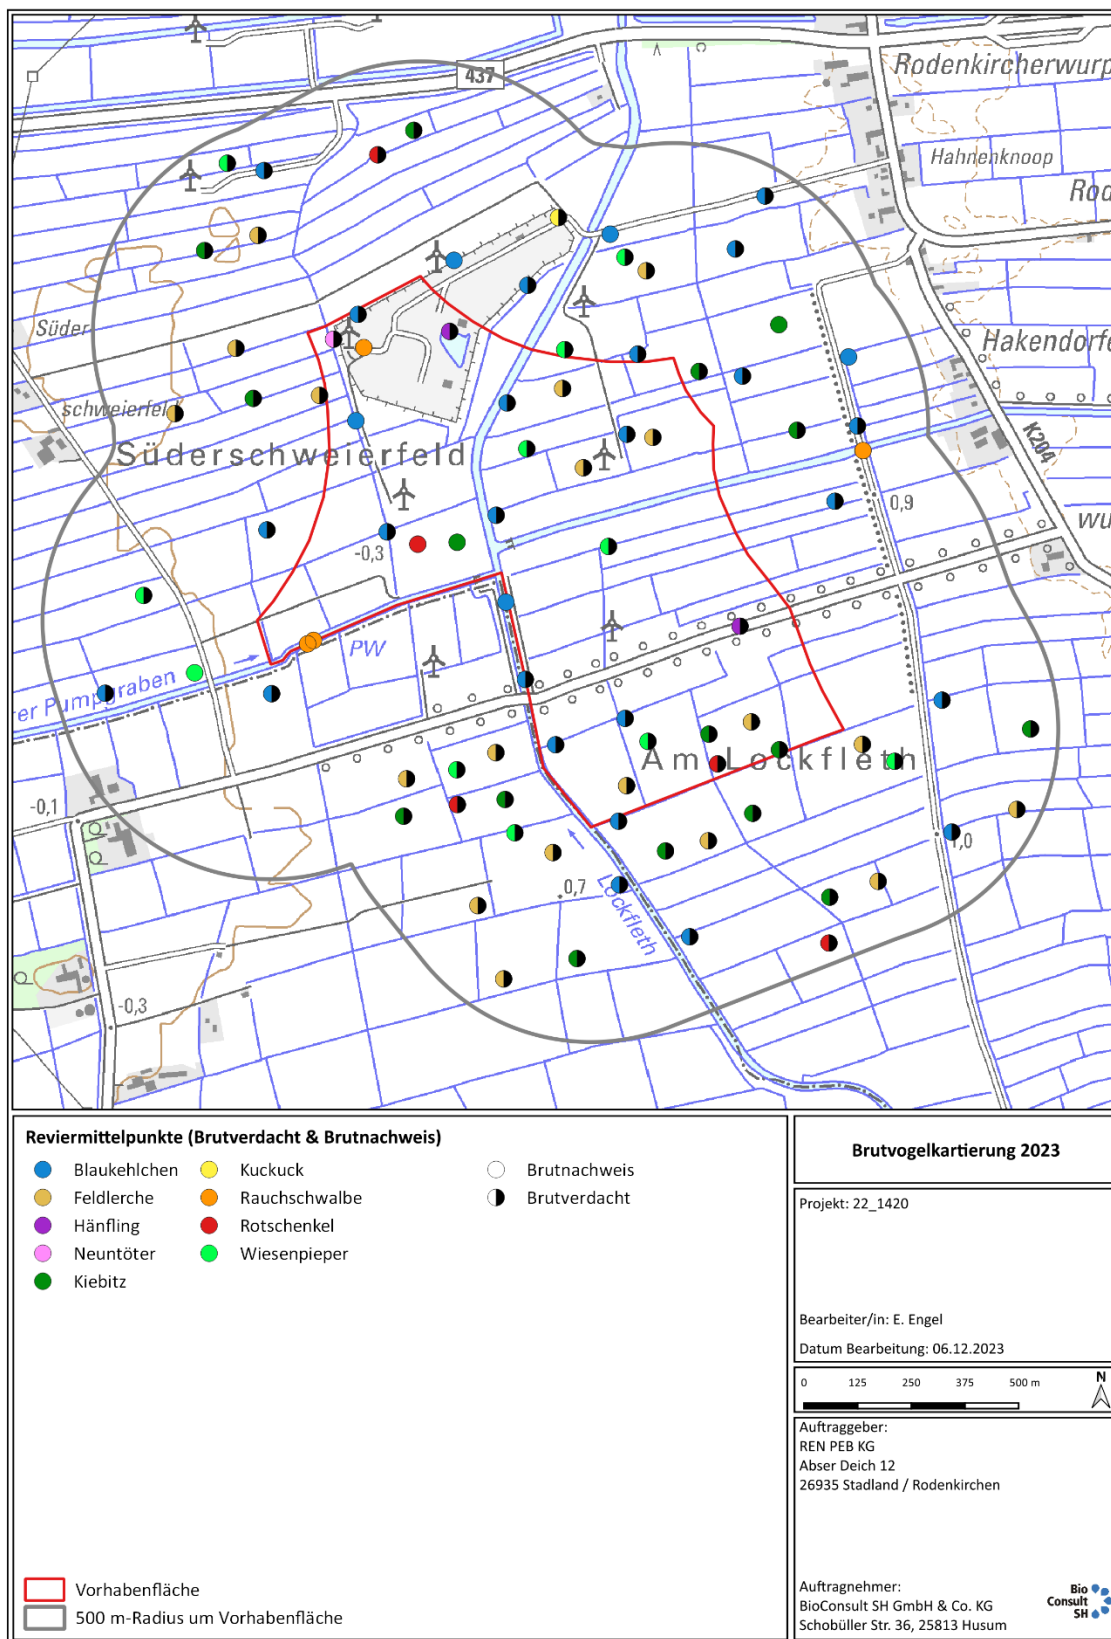 437
Rodenkircherwurp
Hahnenknoop
Rod
Süder
schweierfeld
Hakendorfe
Süderschweierfeld
K204
0,9
wu
-0,3
PW
rer Pumpgraben
Am Lockfleth
-0,1
1,0
0,7
Lockfleth
-0,3
Reviermittelpunkte (Brutverdacht & Brutnachweis)
Blaukehlchen
Feldlerche
Hänfling
Neuntöter
Kiebitz
Kuckuck
Rauchschwalbe
Rotschenkel
Wiesenpieper
Brutnachweis
Brutverdacht
Vorhabenfläche
500 m-Radius um Vorhabenfläche
Brutvogelkartierung 2023
Projekt: 22_1420
Bearbeiter/in: E. Engel
Datum Bearbeitung: 06.12.2023
0 125 250 375 500 m
N
Auftraggeber:
REN PEB KG
Abser Deich 12
26935 Stadland / Rodenkirchen
Auftragnehmer:
BioConsult SH GmbH & Co. KG
Schobüller Str. 36, 25813 Husum
Bio
Consult
SH